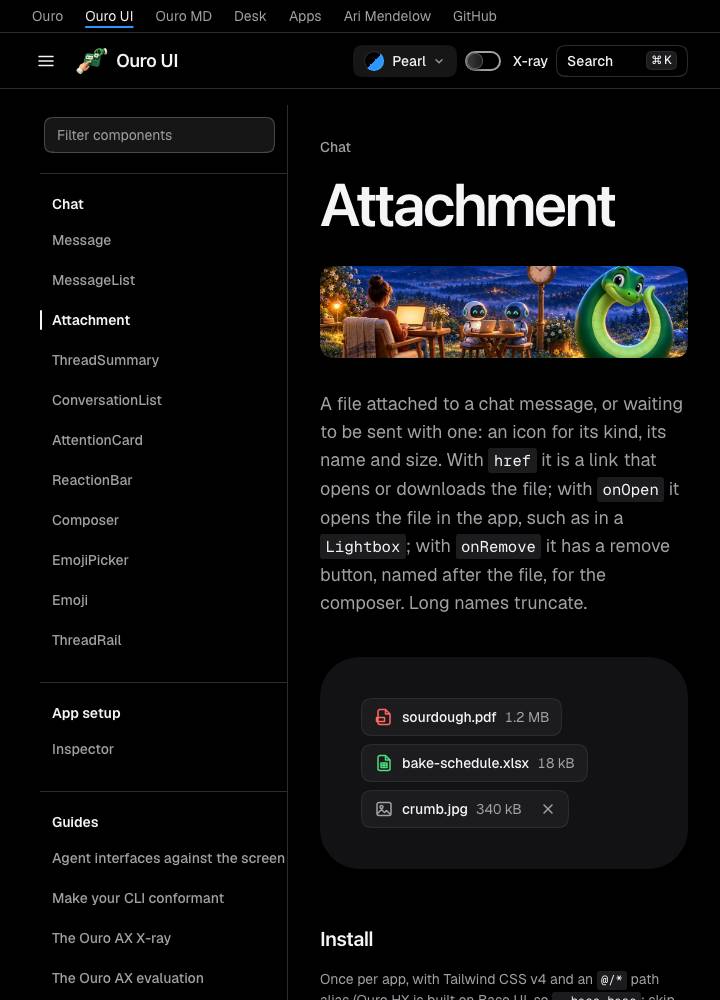 Ouro Ouro UI Ouro MD Desk Apps Ari Mendelow GitHub
Ouro UI Pearl X-ray Search ⌘ K
Filter components
Chat
Message
MessageList
Attachment
ThreadSummary
ConversationList
AttentionCard
ReactionBar
Composer
EmojiPicker
Emoji
ThreadRail
App setup
Inspector
Guides
Agent interfaces against the screen
Make your CLI conformant
The Ouro AX X-ray
The Ouro AX evaluation
Chat
Attachment
A file attached to a chat message, or waiting
to be sent with one: an icon for its kind, its
name and size. With href it is a link that
opens or downloads the file; with onOpen it
opens the file in the app, such as in a
Lightbox; with onRemove it has a remove
button, named after the file, for the
composer. Long names truncate.
sourdough.pdf 1.2 MB
bake-schedule.xlsx 18 kB
crumb.jpg 340 kB
Install
Once per app, with Tailwind CSS v4 and an @/* path